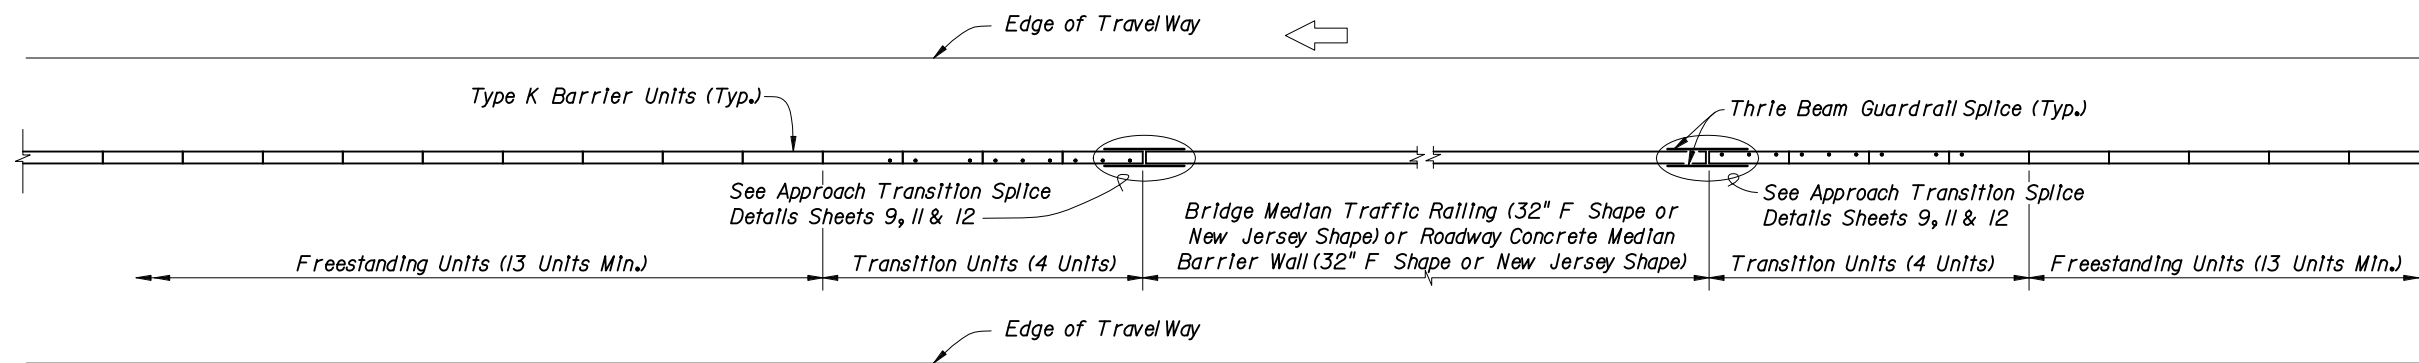 Edge of Travel Way
Type K Barrier Units (Typ.)
Thrie Beam Guardrail Splice (Typ.)
See Approach Transition Splice
Details Sheets 9, 11 & 12
Bridge Median Traffic Railing (32" F Shape or
New Jersey Shape) or Roadway Concrete Median
Barrier Wall (32" F Shape or New Jersey Shape)
See Approach Transition Splice
Details Sheets 9, 11 & 12
Freestanding Units (13 Units Min.)
Transition Units (4 Units)
Transition Units (4 Units)
Freestanding Units (13 Units Min.)
Edge of Travel Way